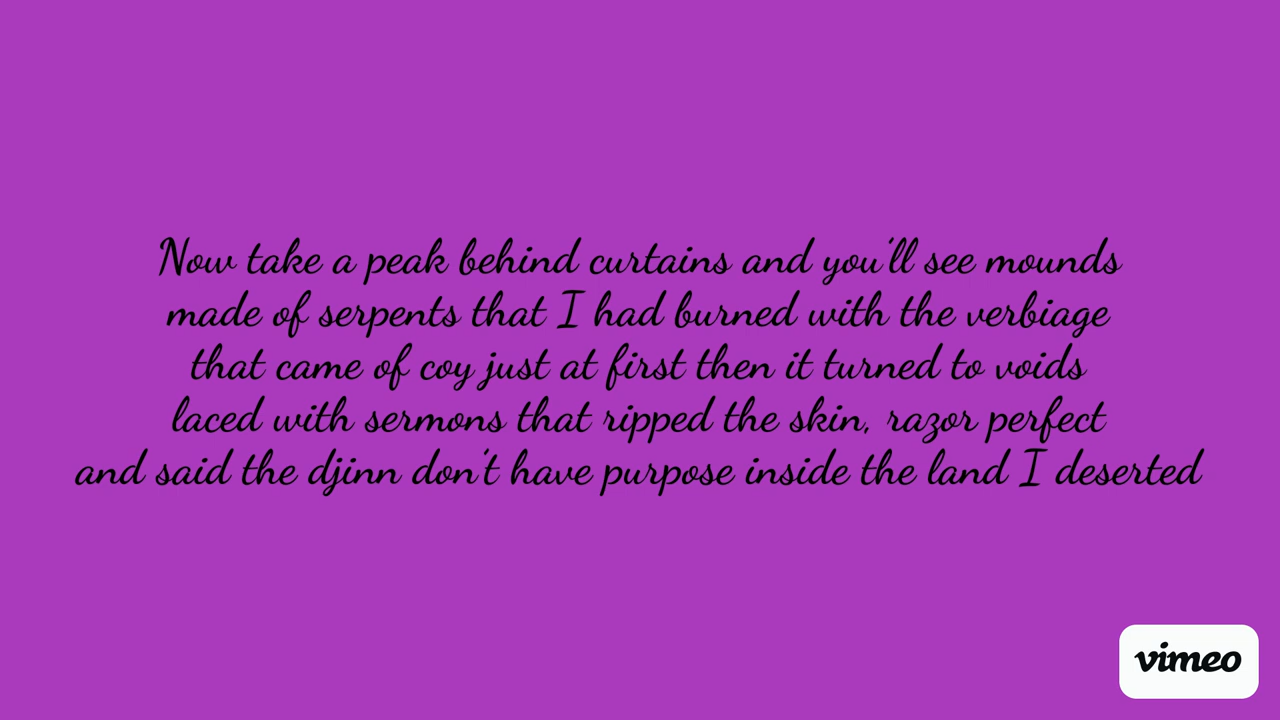 Now take a peak behind curtains and you'll see mounds
made of serpents that I had burned with the verbiage
that came of coy just at first then it turned to voids
laced with sermons that ripped the skin, razor perfect
and said the djinn don't have purpose inside the land I deserted
vimeo